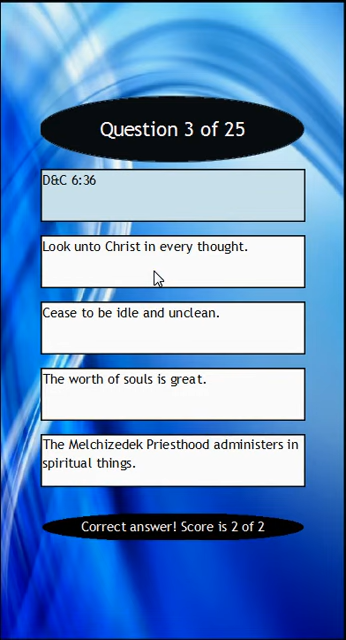 Question 3 of 25
D&C 6:36
Look unto Christ in every thought.
Cease to be idle and unclean.
The worth of souls is great.
The Melchizedek Priesthood administers in
spiritual things.
Correct answer! Score is 2 of 2